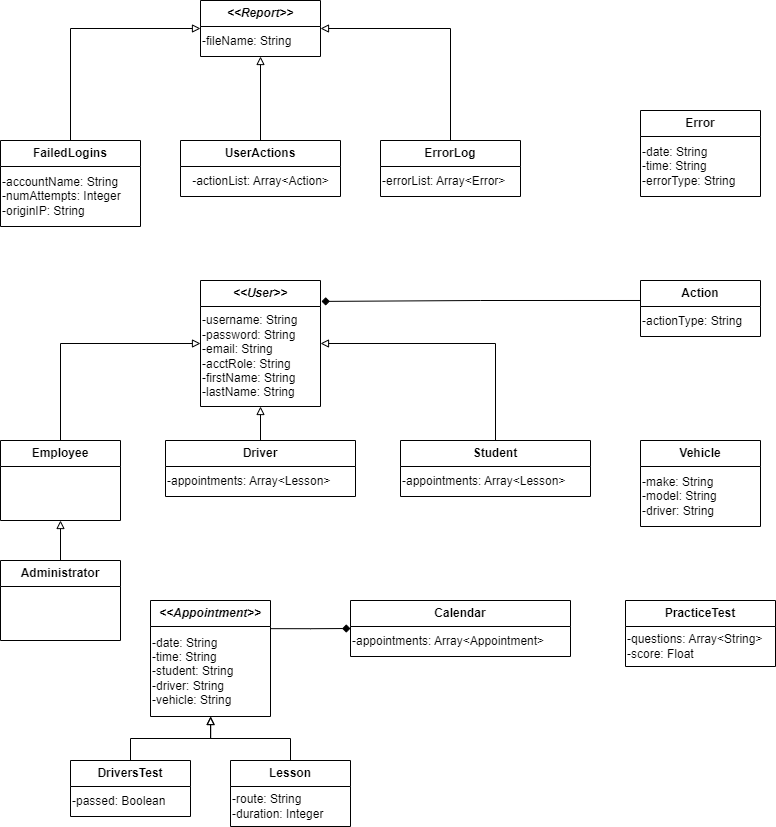 <<Report>>
-fileName: String
FailedLogins
-accountName: String
-numAttempts: Integer
-originIP: String
UserActions
-actionList: Array<Action>
ErrorLog
-errorList: Array<Error>
Error
-date: String
-time: String
-errorType: String
<<User>>
-username: String
-password: String
-email: String
-acctRole: String
-firstName: String
-lastName: String
Action
-actionType: String
Employee
Driver
-appointments: Array<Lesson>
Student
-appointments: Array<Lesson>
Vehicle
-make: String
-model: String
-driver: String
Administrator
<<Appointment>>
-date: String
-time: String
-student: String
-driver: String
-vehicle: String
Calendar
-appointments: Array<Appointment>
PracticeTest
-questions: Array<String>
-score: Float
DriversTest
-passed: Boolean
Lesson
-route: String
-duration: Integer